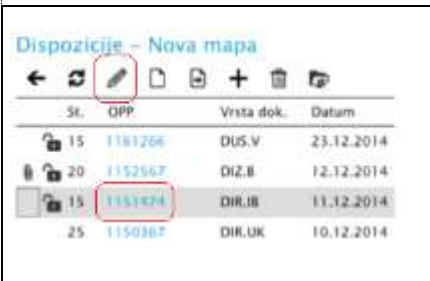 Dispozicije – Nova mapa
St. OPP Vrsta dok. Datum
15 1161266 DUS.V 23.12.2014
20 1152567 DIZ.B 12.12.2014
15 1151474 DIR.IB 11.12.2014
25 1150367 DIR.UK 10.12.2014